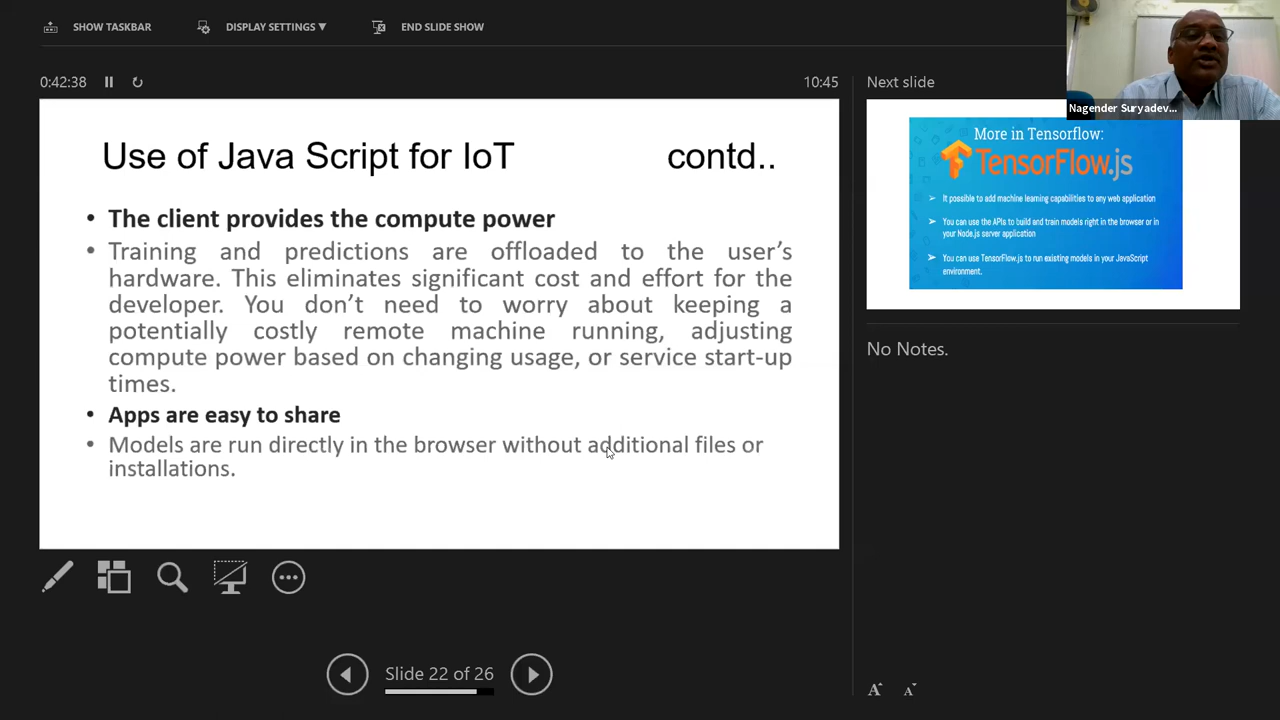 SHOW TASKBAR DISPLAY SETTINGS ▼ END SLIDE SHOW
0:42:38 10:45
Use of Java Script for IoT contd..
• The client provides the compute power
• Training and predictions are offloaded to the user’s
hardware. This eliminates significant cost and effort for the
developer. You don’t need to worry about keeping a
potentially costly remote machine running, adjusting
compute power based on changing usage, or service start-up
times.
• Apps are easy to share
• Models are run directly in the browser without additional files or
installations.
Slide 22 of 26
Next slide
More in Tensorflow:
TensorFlow.js
➢ It possible to add machine learning capabilities to any web application
➢ You can use the APIs to build and train models right in the browser or in
your Node.js server application
➢ You can use TensorFlow.js to run existing models in your JavaScript
environment.
No Notes.
A A
Nagender Suryadev...